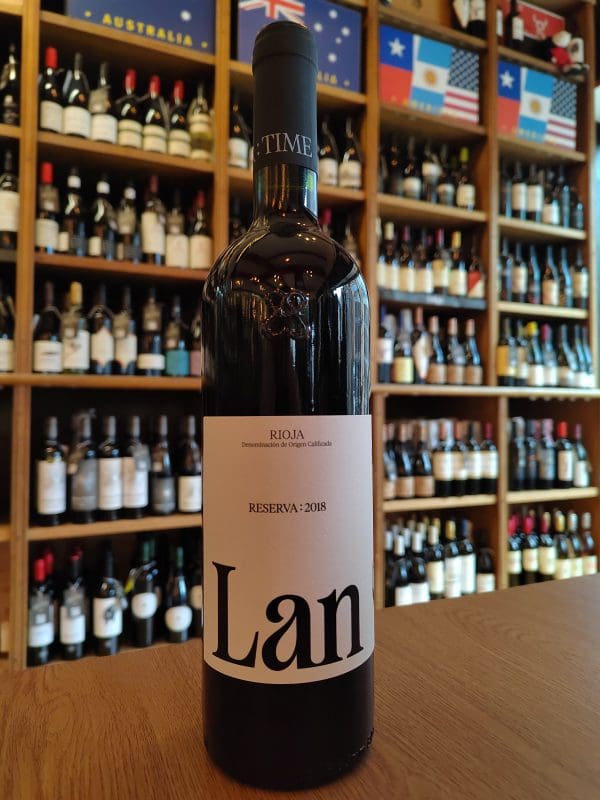 AUSTRALIA
: TIME
RIOJA
Denominación de Origen Calificada
RESERVA : 2018
Lan